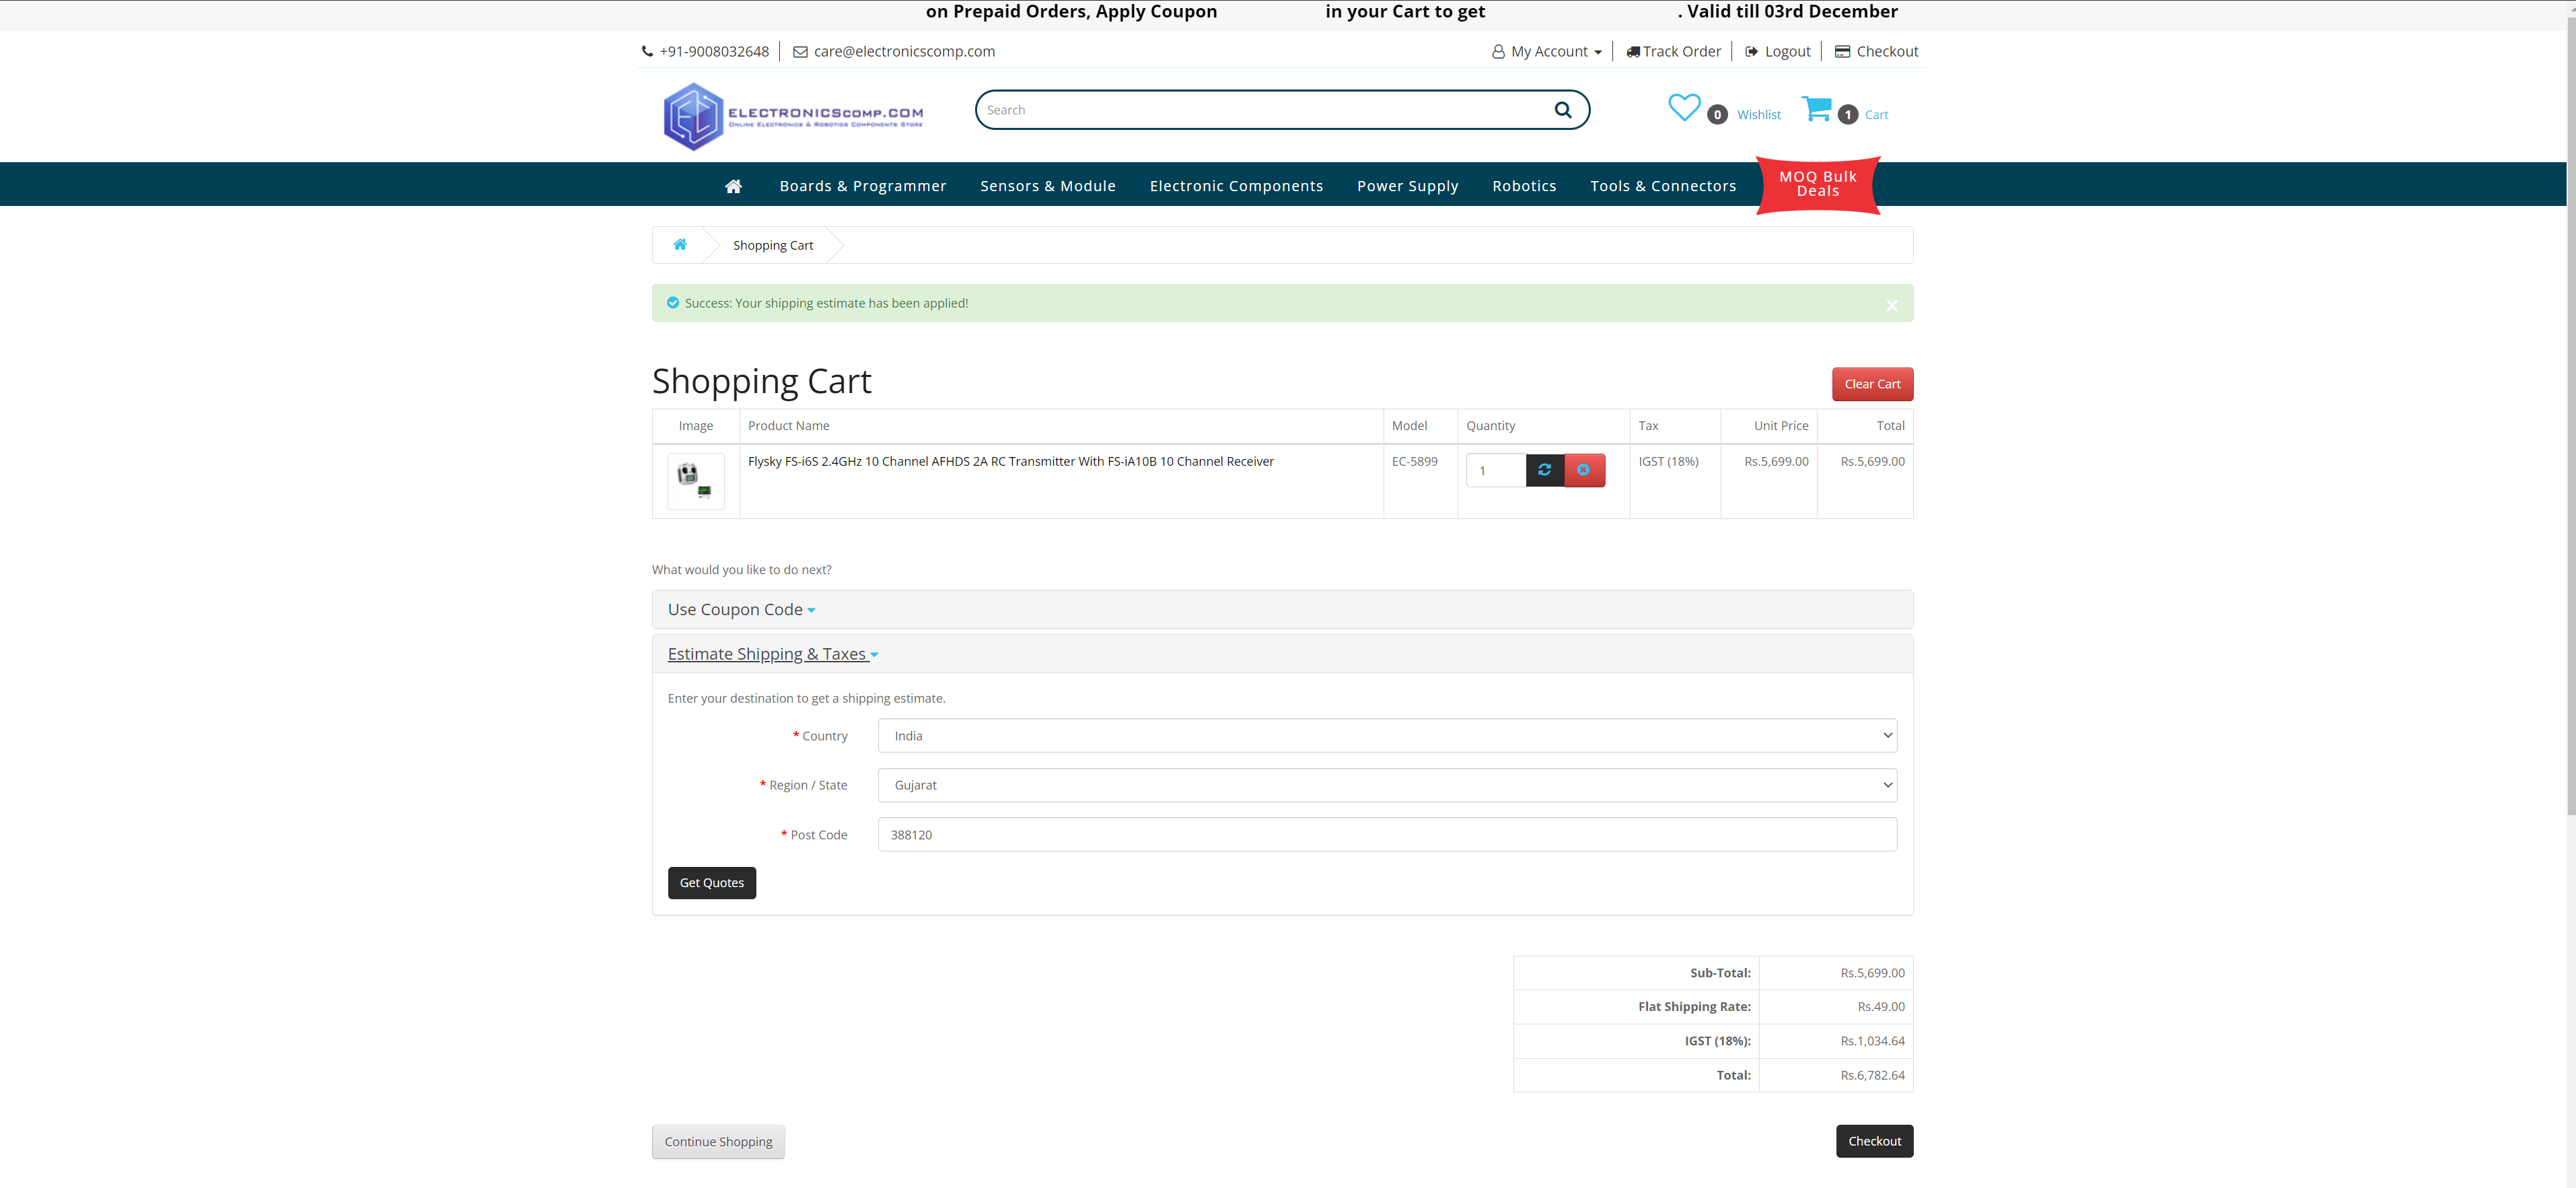 on Prepaid Orders, Apply Coupon in your Cart to get . Valid till 03rd December
+91-9008032648 care@electronicscomp.com My Account Track Order Logout Checkout
ELECTRONICSCOMP.COM
ONLINE ELECTRONICS & ROBOTICS COMPONENTS STORE
Search
0 Wishlist 1 Cart
Boards & Programmer Sensors & Module Electronic Components Power Supply Robotics Tools & Connectors MOQ Bulk
Deals
Shopping Cart
Success: Your shipping estimate has been applied!
Shopping Cart
Clear Cart
Image Product Name Model Quantity Tax Unit Price Total
Flysky FS-i6S 2.4GHz 10 Channel AFHDS 2A RC Transmitter With FS-iA10B 10 Channel Receiver EC-5899 1 IGST (18%) Rs.5,699.00 Rs.5,699.00
What would you like to do next?
Use Coupon Code
Estimate Shipping & Taxes
Enter your destination to get a shipping estimate.
* Country India
* Region / State Gujarat
* Post Code 388120
Get Quotes
Sub-Total: Rs.5,699.00
Flat Shipping Rate: Rs.49.00
IGST (18%): Rs.1,034.64
Total: Rs.6,782.64
Continue Shopping Checkout